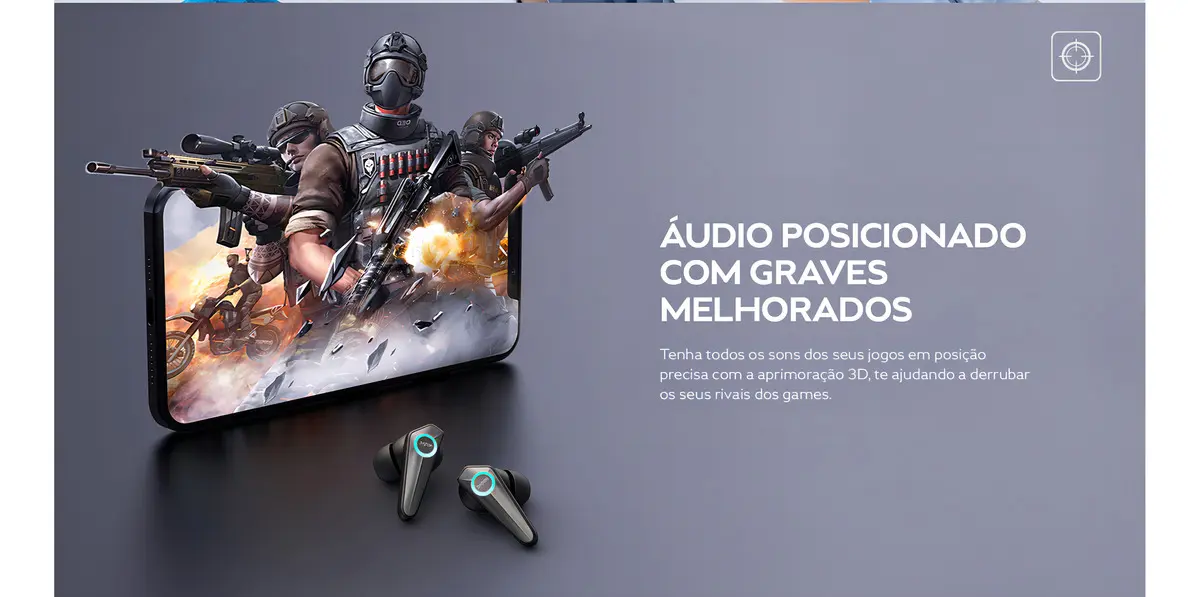 ÁUDIO POSICIONADO
COM GRAVES
MELHORADOS
Tenha todos os sons dos seus jogos em posição
precisa com a aprimoração 3D, te ajudando a derrubar
os seus rivais dos games.